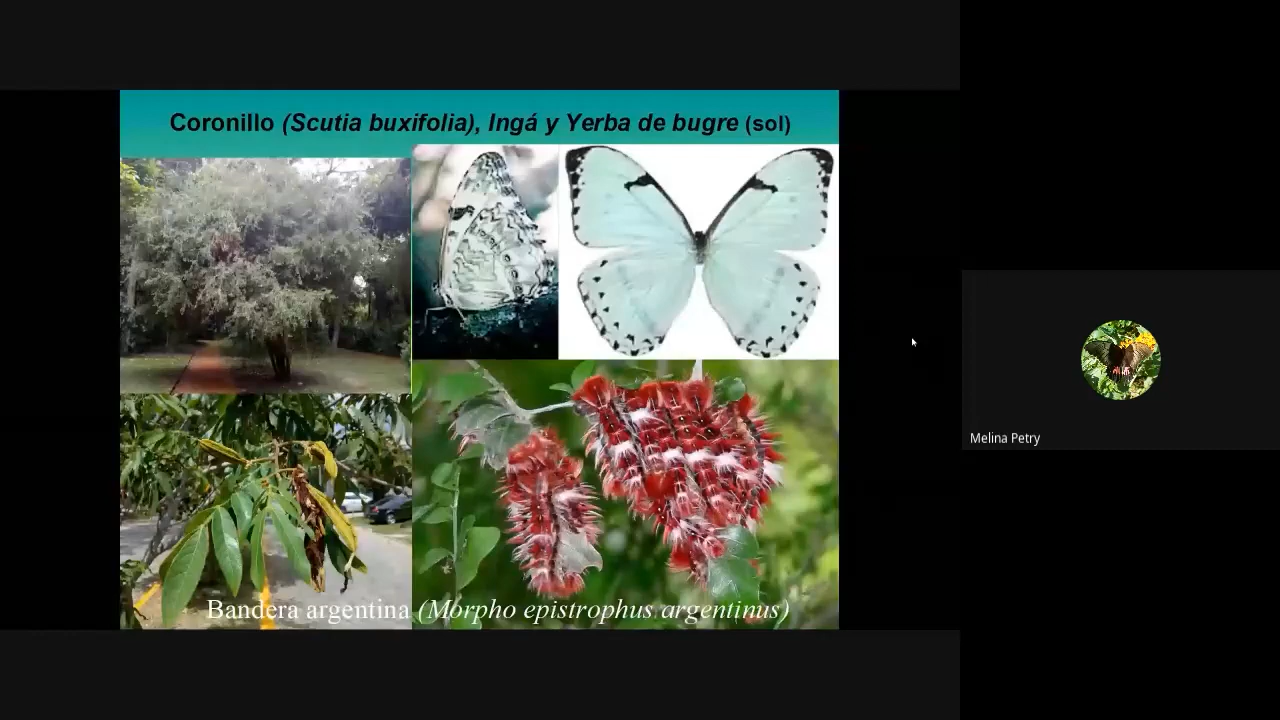 Coronillo (Scutia buxifolia), Ingá y Yerba de bugre (sol)
Bandera argentina (Morpho epistrophus argentinus)
Melina Petry